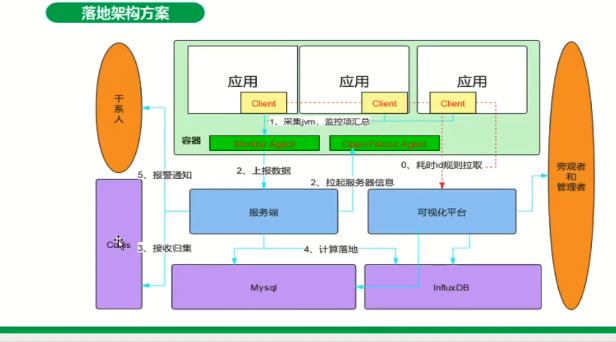 落地架构方案
应用
应用
应用
Client
Client
Client
干系人
1、采集jvm、监控项汇总
容器
Monitor Agent
Open-Falcon Agent
0、耗时id规则拉取
5、报警通知
2、上报数据
2、拉起服务器信息
旁观者和管理者
服务端
可视化平台
3、接收归集
4、计算落地
Mysql
InfluxDB